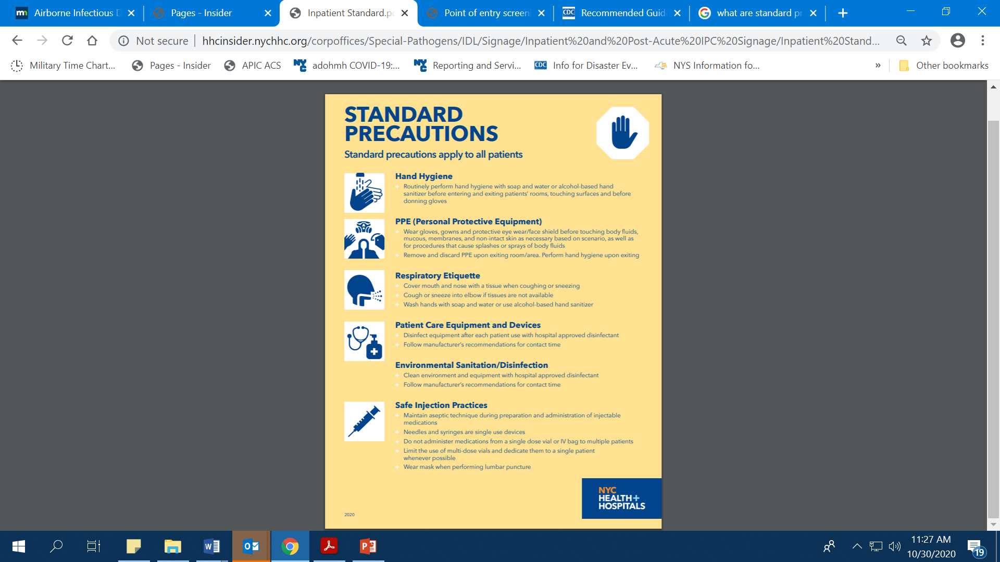 Airborne Infectious D
Pages - Insider
Inpatient Standard.pd
Point of entry screeni
CDC
Recommended Guid
what are standard pr
Not secure
hhcinsider.nychhc.org/corpoffices/Special-Pathogens/IDL/Signage/Inpatient%20and%20Post-Acute%20IPC%20Signage/Inpatient%20Stand...
Military Time Chart...
Pages - Insider
APIC ACS
NYC
adohmh COVID-19:...
NYC
Reporting and Servi...
CDC
Info for Disaster Ev...
NYS Information fo...
»
Other bookmarks
STANDARD
PRECAUTIONS
Standard precautions apply to all patients
Hand Hygiene
+ Routinely perform hand hygiene with soap and water or alcohol-based hand
sanitizer before entering and exiting patients' rooms, touching surfaces and before
donning gloves
PPE (Personal Protective Equipment)
+ Wear gloves, gowns and protective eye wear/face shield before touching body fluids,
mucous, membranes, and non-intact skin as necessary based on scenario, as well as
for procedures that cause splashes or sprays of body fluids
+ Remove and discard PPE upon exiting room/area. Perform hand hygiene upon exiting
Respiratory Etiquette
+ Cover mouth and nose with a tissue when coughing or sneezing
+ Cough or sneeze into elbow if tissues are not available
+ Wash hands with soap and water or use alcohol-based hand sanitizer
Patient Care Equipment and Devices
+ Disinfect equipment after each patient use with hospital approved disinfectant
+ Follow manufacturer's recommendations for contact time
Environmental Sanitation/Disinfection
+ Clean environment and equipment with hospital approved disinfectant
+ Follow manufacturer's recommendations for contact time
Safe Injection Practices
+ Maintain aseptic technique during preparation and administration of injectable
medications
+ Needles and syringes are single use devices
+ Do not administer medications from a single dose vial or IV bag to multiple patients
+ Limit the use of multi-dose vials and dedicate them to a single patient
whenever possible
+ Wear mask when performing lumbar puncture
NYC
HEALTH+
HOSPITALS
2020
11:27 AM
10/30/2020
19